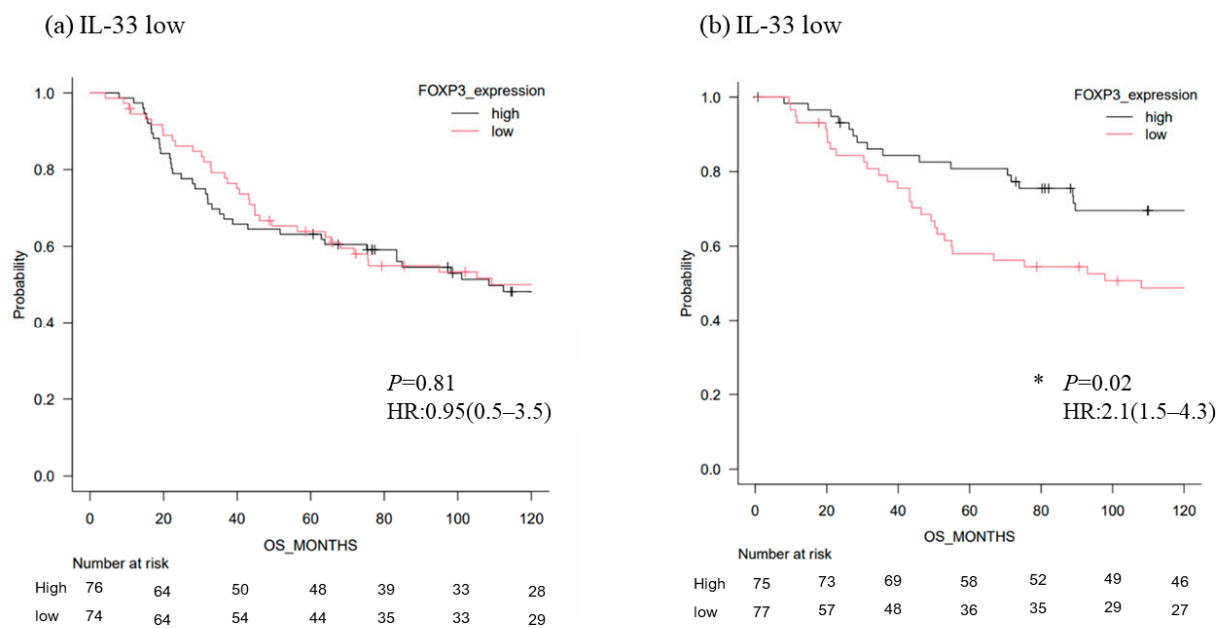 (a) IL-33 low
FOXP3_expression
high
low
1.0
0.8
0.6
0.4
0.2
0.0
Probability
P=0.81
HR:0.95(0.5–3.5)
0 20 40 60 80 100 120
OS_MONTHS
Number at risk
High 76 64 50 48 39 33 28
low 74 64 54 44 35 33 29
(b) IL-33 low
FOXP3_expression
high
low
1.0
0.8
0.6
0.4
0.2
0.0
Probability
* P=0.02
HR:2.1(1.5–4.3)
0 20 40 60 80 100 120
OS_MONTHS
Number at risk
High 75 73 69 58 52 49 46
low 77 57 48 36 35 29 27